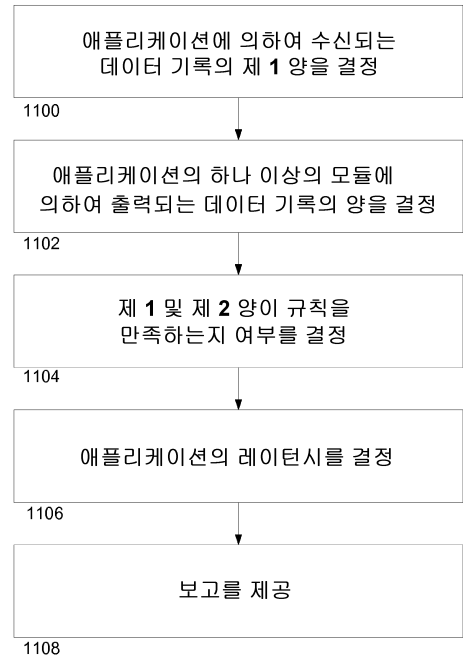 애플리케이션에 의하여 수신되는
데이터 기록의 제 1 양을 결정
1100
애플리케이션의 하나 이상의 모듈에
의하여 출력되는 데이터 기록의 양을 결정
1102
제 1 및 제 2 양이 규칙을
만족하는지 여부를 결정
1104
애플리케이션의 레이턴시를 결정
1106
보고를 제공
1108